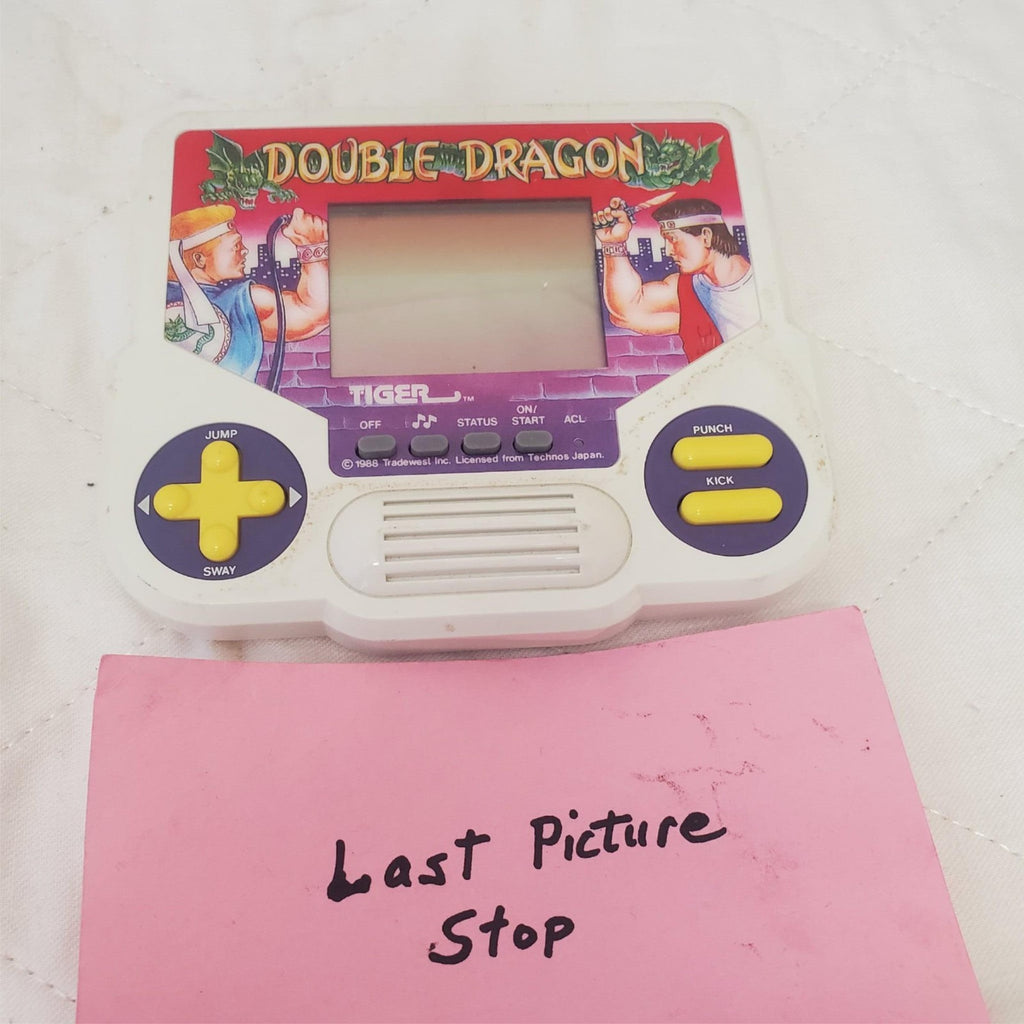 DOUBLE DRAGON
TIGER TM
OFF
STATUS
ON/
START
ACL
© 1988 Tradewest Inc. Licensed from Technos Japan.
JUMP
SWAY
PUNCH
KICK
Last Picture
Stop